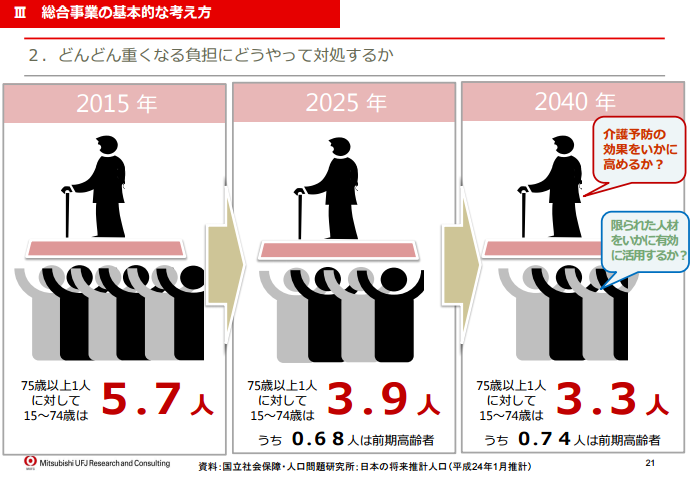 Ⅲ 総合事業の基本的な考え方
２．どんどん重くなる負担にどうやって対処するか
2015 年
2025 年
2040 年
介護予防の
効果をいかに
高めるか？
限られた人材
をいかに有効
に活用するか？
75歳以上1人
に対して
15～74歳は
5.7 人
75歳以上1人
に対して
15～74歳は
3.9 人
うち ０.６８ 人は前期高齢者
75歳以上1人
に対して
15～74歳は
3.3 人
うち ０.７４ 人は前期高齢者
MUFG
Mitsubishi UFJ Research and Consulting
資料：国立社会保障・人口問題研究所；日本の将来推計人口（平成24年1月推計）
21